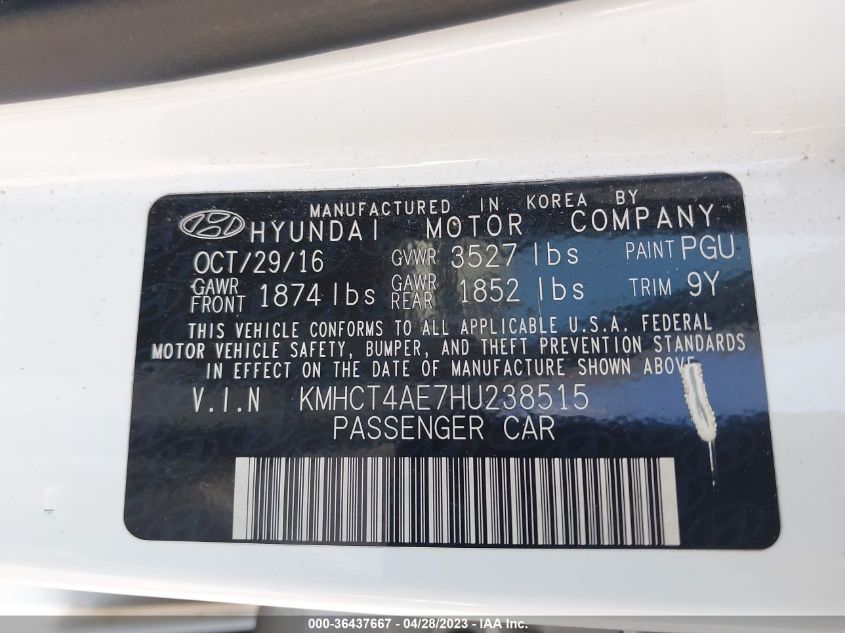 MANUFACTURED IN KOREA BY
HYUNDAI MOTOR COMPANY
OCT/29/16 GVWR 3527 lbs PAINT PGU
GAWR FRONT 1874 lbs GAWR REAR 1852 lbs TRIM 9Y
THIS VEHICLE CONFORMS TO ALL APPLICABLE U.S.A. FEDERAL
MOTOR VEHICLE SAFETY, BUMPER, AND THEFT PREVENTION STANDARDS
IN EFFECT ON THE DATE OF MANUFACTURE SHOWN ABOVE
V.I.N KMHCT4AE7HU238515
PASSENGER CAR
000-36437667 - 04/28/2023 - IAA Inc.